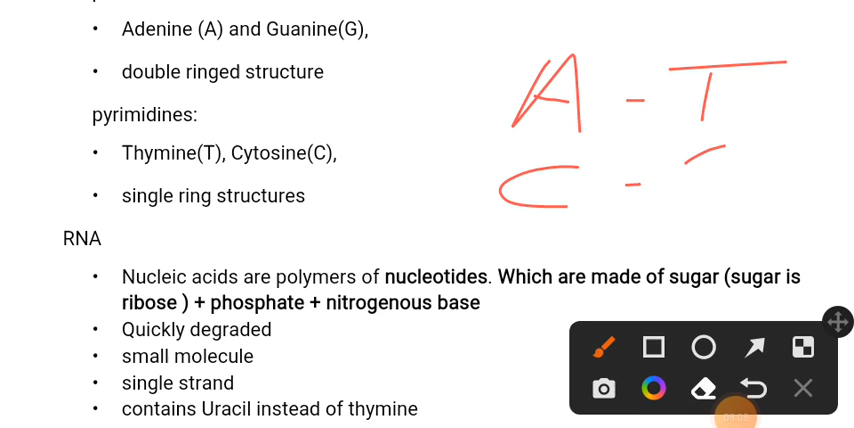 • Adenine (A) and Guanine(G),
• double ringed structure
A - T
pyrimidines:
• Thymine(T), Cytosine(C),
C -
• single ring structures
RNA
• Nucleic acids are polymers of nucleotides. Which are made of sugar (sugar is
ribose ) + phosphate + nitrogenous base
• Quickly degraded
• small molecule
• single strand
• contains Uracil instead of thymine